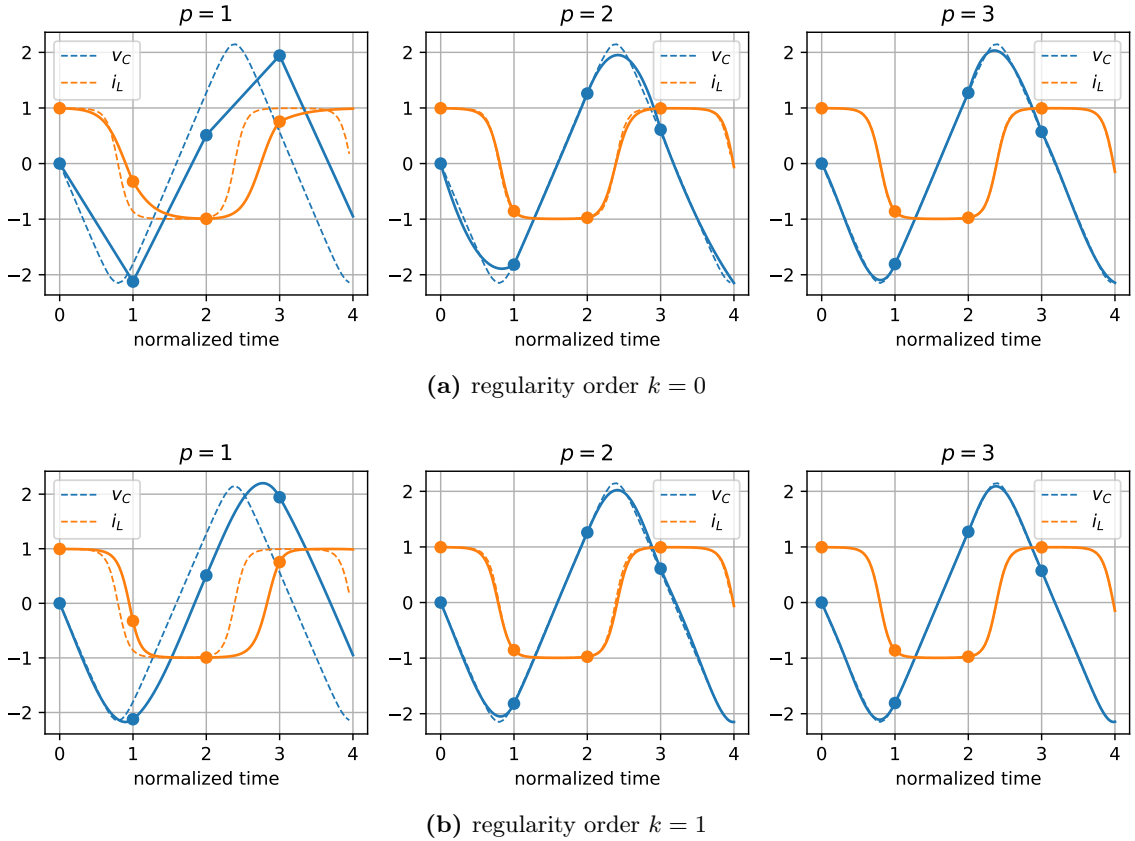 p = 1
p = 2
p = 3
v_C
i_L
v_C
i_L
v_C
i_L
2
1
0
−1
−2
2
1
0
−1
−2
2
1
0
−1
−2
0 1 2 3 4
0 1 2 3 4
0 1 2 3 4
normalized time
normalized time
normalized time
(a) regularity order k = 0
p = 1
p = 2
p = 3
v_C
i_L
v_C
i_L
v_C
i_L
2
1
0
−1
−2
2
1
0
−1
−2
2
1
0
−1
−2
0 1 2 3 4
0 1 2 3 4
0 1 2 3 4
normalized time
normalized time
normalized time
(b) regularity order k = 1